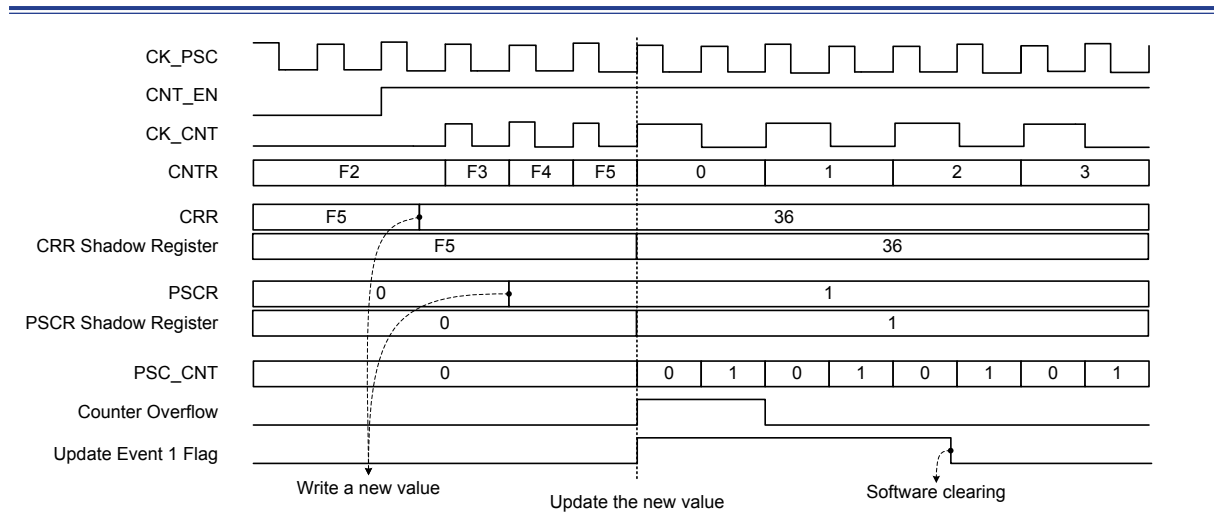 CK_PSC
CNT_EN
CK_CNT
CNTR F2 F3 F4 F5 0 1 2 3
CRR F5 36
CRR Shadow Register F5 36
PSCR 0 1
PSCR Shadow Register 0 1
PSC_CNT 0 0 1 0 1 0 1 0 1
Counter Overflow
Update Event 1 Flag
Write a new value
Update the new value
Software clearing